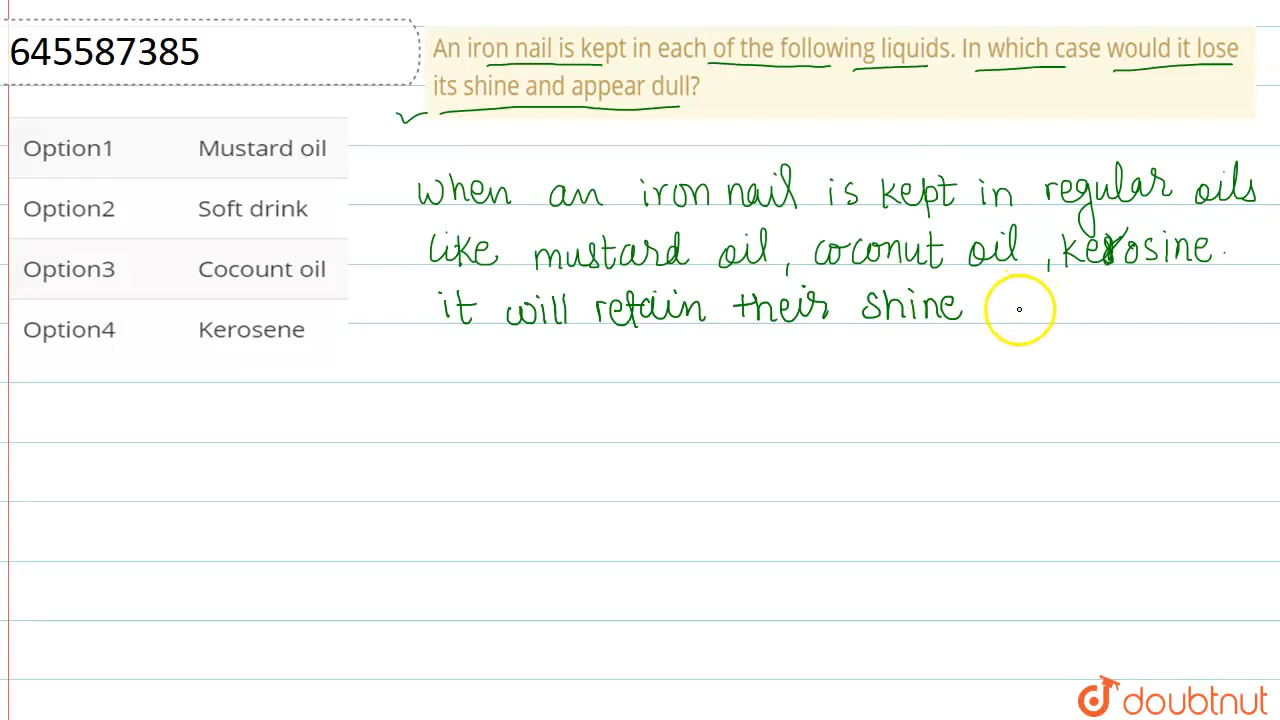 645587385
An iron nail is kept in each of the following liquids. In which case would it lose
its shine and appear dull?
Option1 Mustard oil
Option2 Soft drink
Option3 Cocount oil
Option4 Kerosene
When an iron nail is kept in regular oils
like mustard oil, coconut oil, kerosine.
it will retain their shine
doubtnut